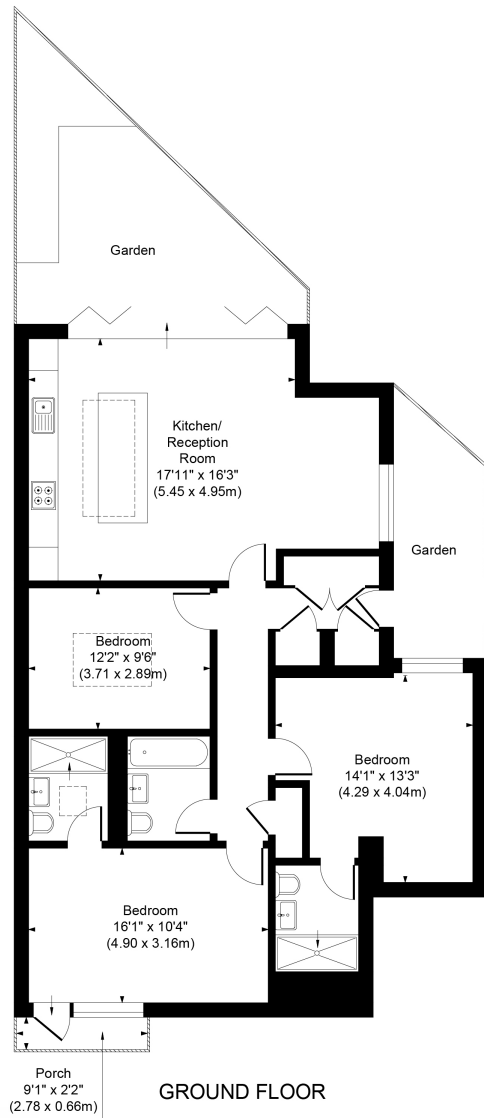 Garden
Kitchen/
Reception
Room
17'11" x 16'3"
(5.45 x 4.95m)
Garden
Bedroom
12'2" x 9'6"
(3.71 x 2.89m)
Bedroom
14'1" x 13'3"
(4.29 x 4.04m)
Bedroom
16'1" x 10'4"
(4.90 x 3.16m)
Porch
9'1" x 2'2"
(2.78 x 0.66m)
GROUND FLOOR